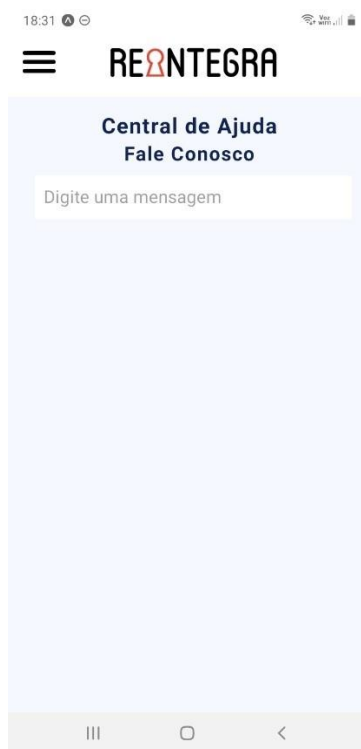 18:31
REINTEGRA
Central de Ajuda
Fale Conosco
Digite uma mensagem